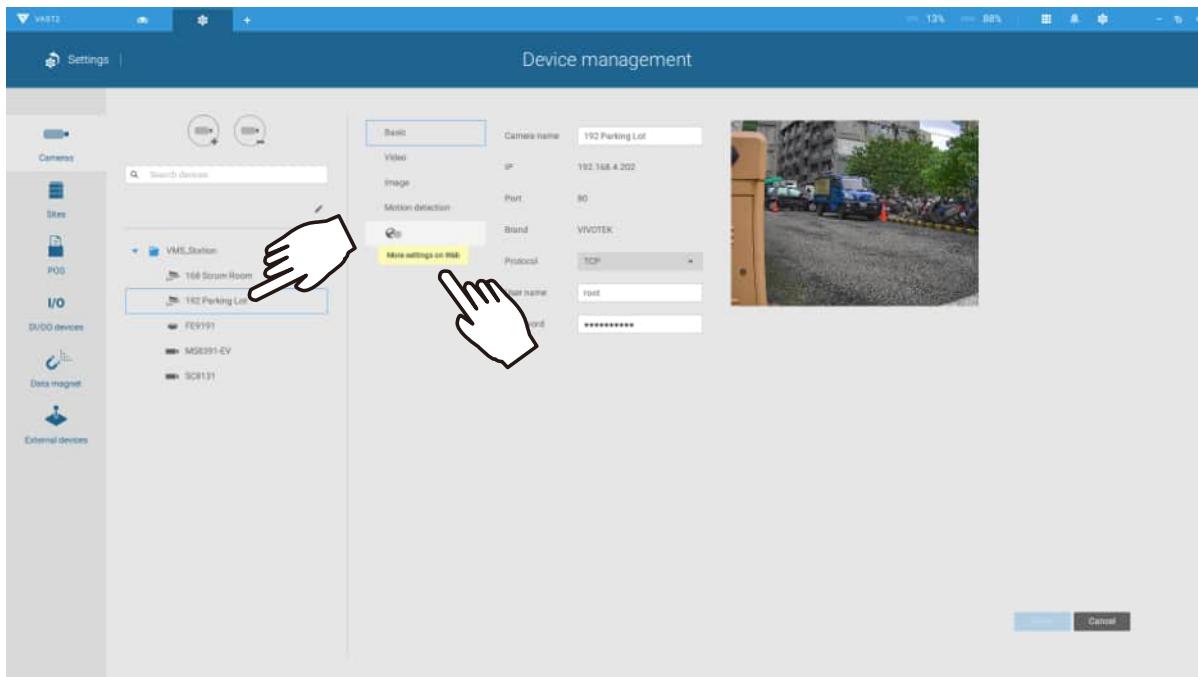 VAST2
+
13%
88%
Settings
Device management
Cameras
Sites
POS
I/O
DI/DO devices
Data magnet
External devices
Search devices
VMS_Station
168 Scrum Room
192 Parking Lot
FE9191
MS8391-EV
SC8131
Basic
Video
Image
Motion detection
More settings on Web
Camera name
192 Parking Lot
IP
192.168.4.202
Port
80
Brand
VIVOTEK
Protocol
TCP
User name
root
**********
Cancel